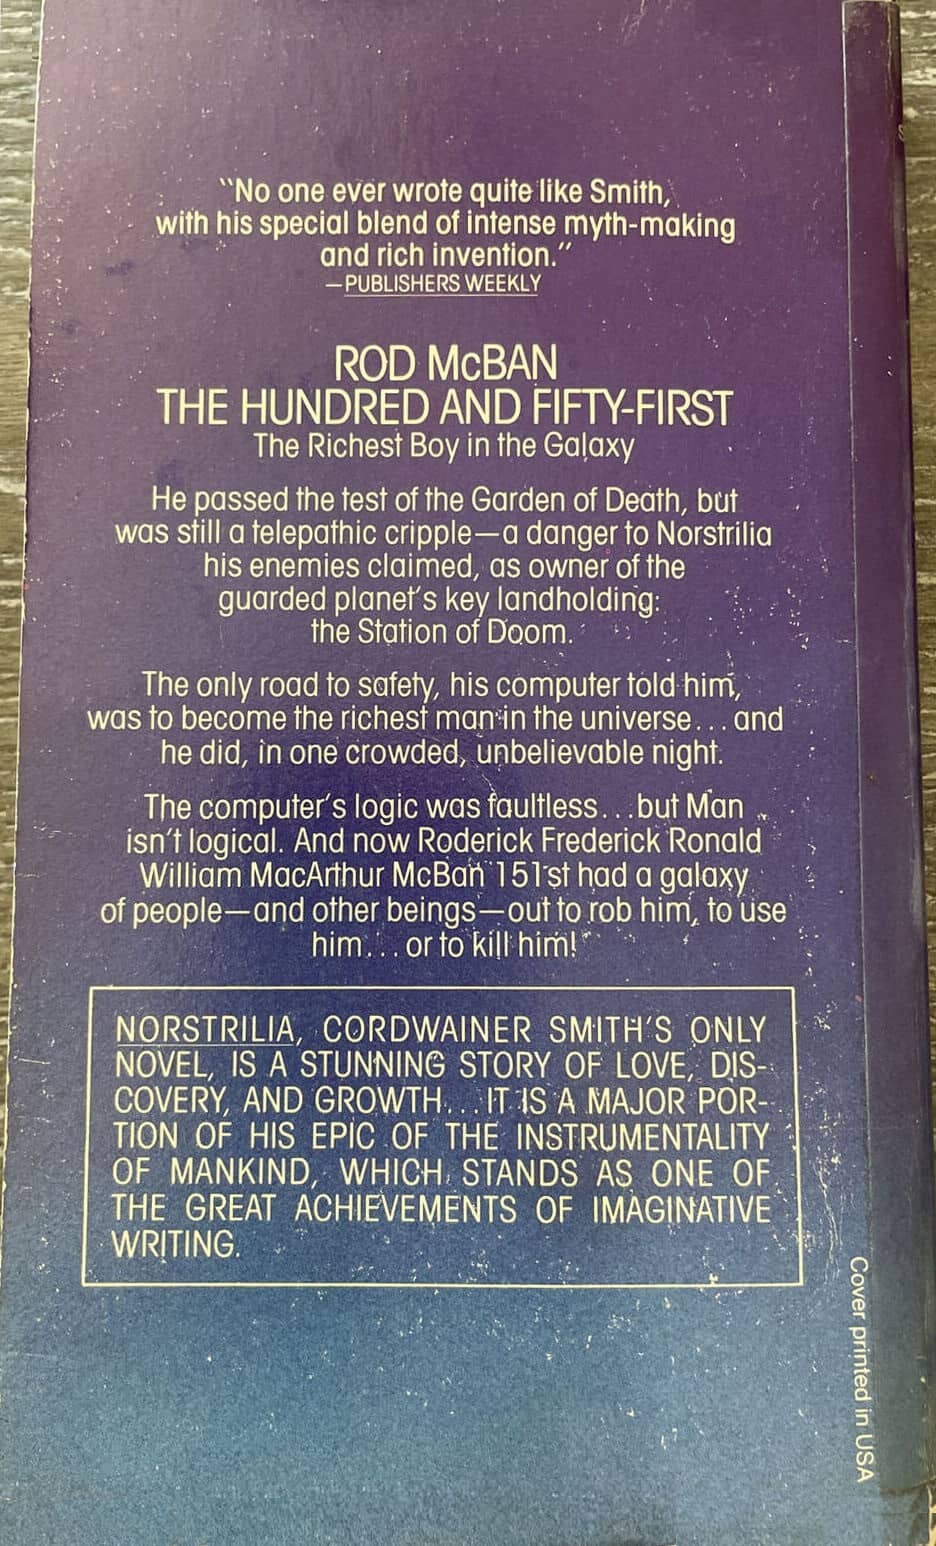 "No one ever wrote quite like Smith,
with his special blend of intense myth-making
and rich invention."
—PUBLISHERS WEEKLY
ROD McBAN
THE HUNDRED AND FIFTY-FIRST
The Richest Boy in the Galaxy
He passed the test of the Garden of Death, but
was still a telepathic cripple—a danger to Norstrilia
his enemies claimed, as owner of the
guarded planet's key landholding:
the Station of Doom.
The only road to safety, his computer told him,
was to become the richest man in the universe...and
he did, in one crowded, unbelievable night.
The computer's logic was faultless...but Man
isn't logical. And now Roderick Frederick Ronald
William MacArthur McBan 151st had a galaxy
of people—and other beings—out to rob him, to use
him...or to kill him!
NORSTRILIA, CORDWAINER SMITH'S ONLY
NOVEL, IS A STUNNING STORY OF LOVE, DIS-
COVERY, AND GROWTH...IT IS A MAJOR POR-
TION OF HIS EPIC OF THE INSTRUMENTALITY
OF MANKIND, WHICH STANDS AS ONE OF
THE GREAT ACHIEVEMENTS OF IMAGINATIVE
WRITING.
Cover printed in USA